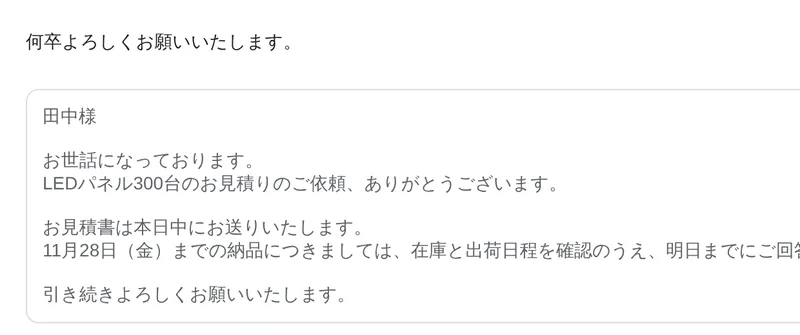 何卒よろしくお願いいたします。
田中様
お世話になっております。
LEDパネル300台のお見積りのご依頼、ありがとうございます。
お見積書は本日中にお送りいたします。
11月28日（金）までの納品につきましては、在庫と出荷日程を確認のうえ、明日までにご回答
引き続きよろしくお願いいたします。